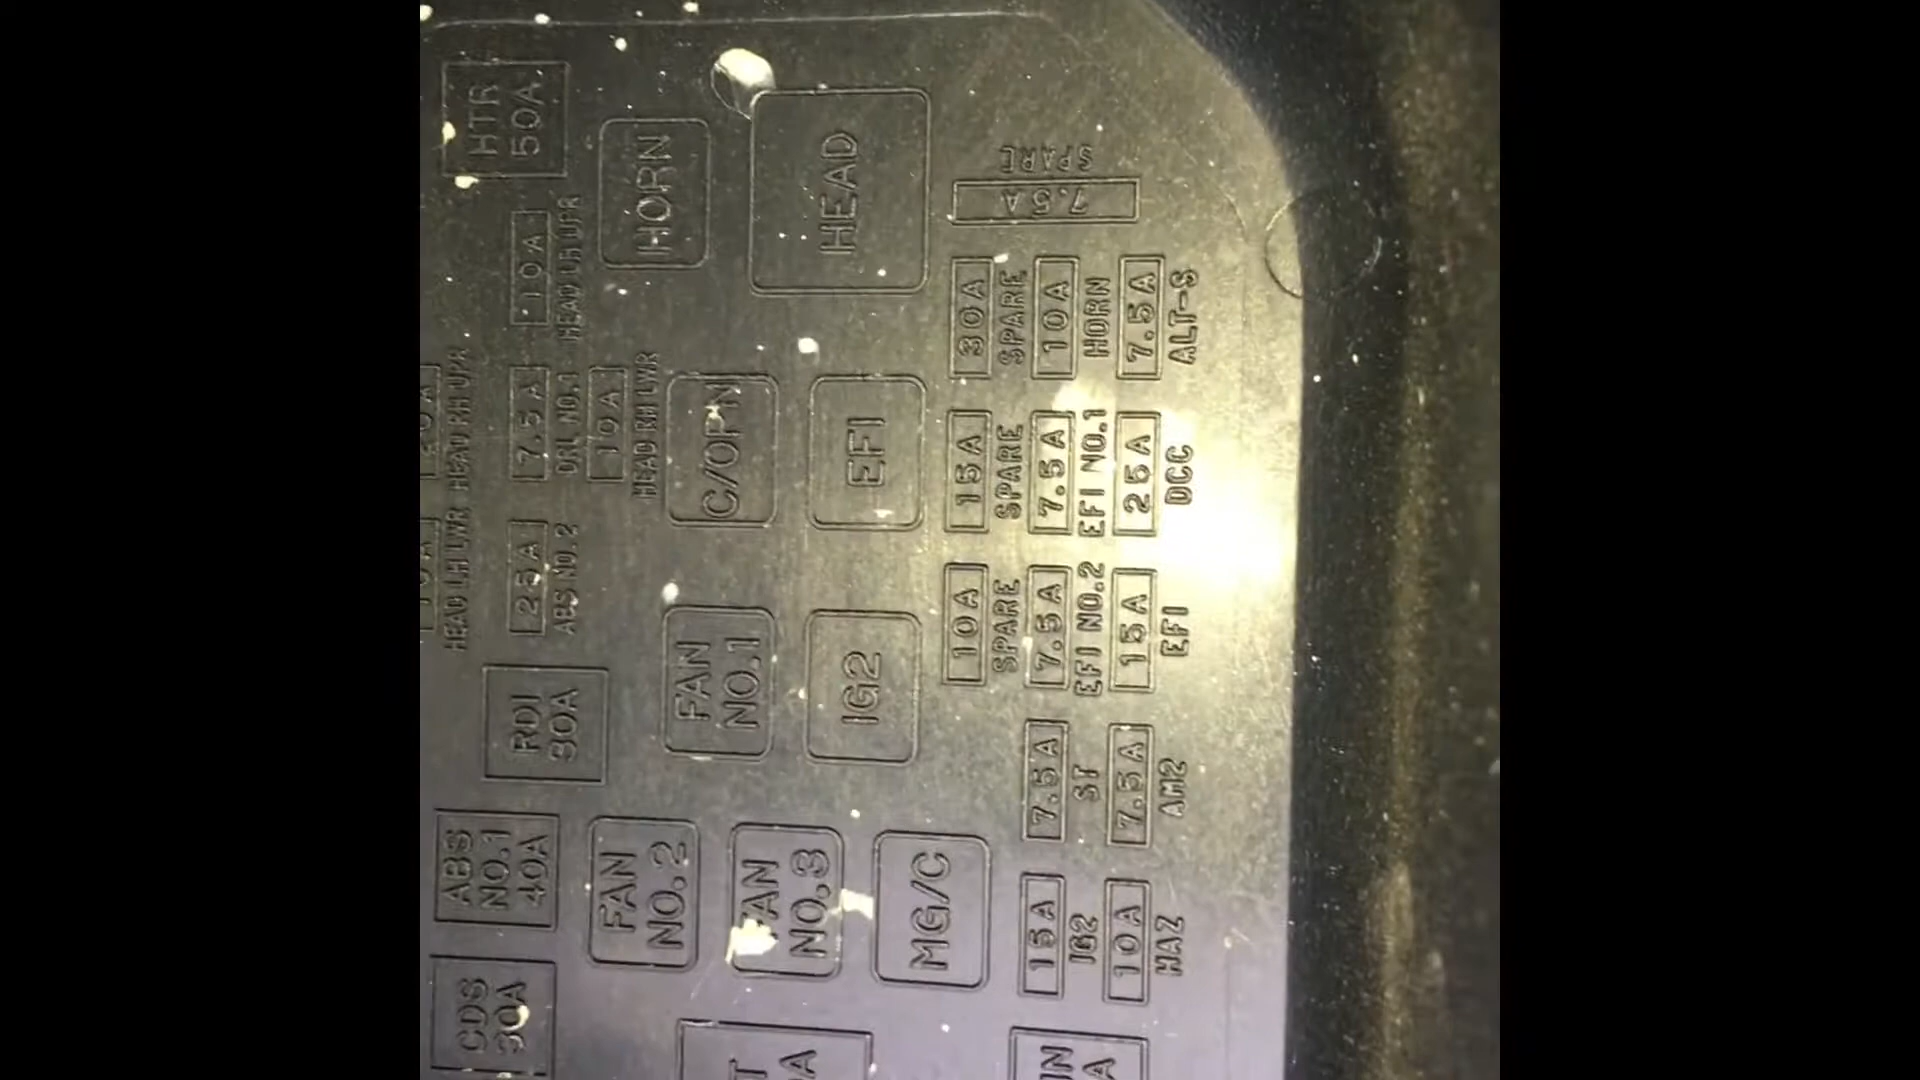 HTR
50A
HORN
HEAD
SPARE
7.5A
10A
HEAD LH UPR
30A
SPARE
10A
HORN
7.5A
ALT-S
HEAD RH UPR
7.5A
DRL NO.1
10A
HEAD RH LWR
C/OPN
EFI
15A
SPARE
7.5A
EFI NO.1
25A
DCC
HEAD LH LWR
25A
ABS NO.2
FAN
NO.1
IG2
10A
SPARE
7.5A
EFI NO.2
15A
EFI
RDI
30A
7.5A
ST
7.5A
AM2
ABS
NO.1
40A
FAN
NO.2
FAN
NO.3
MG/C
15A
IG2
10A
HAZ
CDS
30A